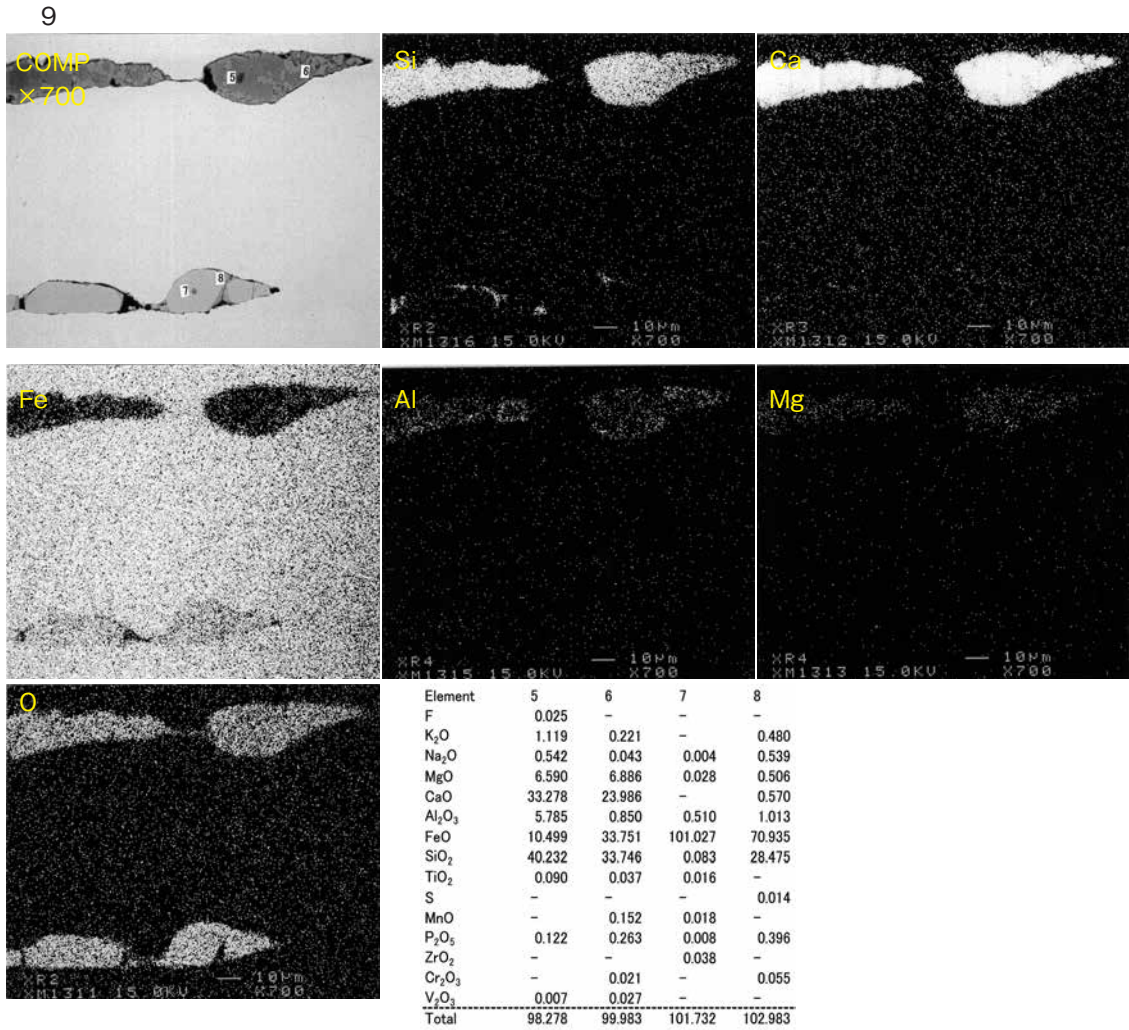 9
COMP
×700
5
6
7
8
Si
XR2
10μm
XM1316 15.0KV X700
Ca
XR3
10μm
XM1312 15.0KV X700
Fe
Al
XR4
10μm
XM1315 15.0KV X700
Mg
XR4
10μm
XM1313 15.0KV X700
O
XR2
10μm
XM1311 15.0KV X700
Element 5 6 7 8
F 0.025 – – –
K₂O 1.119 0.221 – 0.480
Na₂O 0.542 0.043 0.004 0.539
MgO 6.590 6.886 0.028 0.506
CaO 33.278 23.986 – 0.570
Al₂O₃ 5.785 0.850 0.510 1.013
FeO 10.499 33.751 101.027 70.935
SiO₂ 40.232 33.746 0.083 28.475
TiO₂ 0.090 0.037 0.016 –
S – – – 0.014
MnO – 0.152 0.018 –
P₂O₅ 0.122 0.263 0.008 0.396
ZrO₂ – – 0.038 –
Cr₂O₃ – 0.021 – 0.055
V₂O₃ 0.007 0.027 – –
Total 98.278 99.983 101.732 102.983